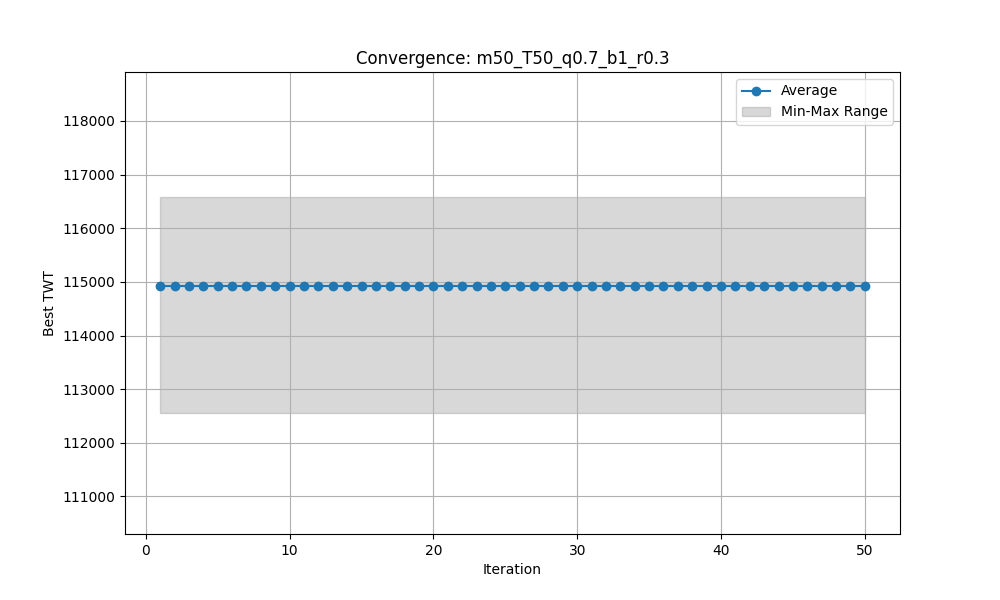 Convergence: m50_T50_q0.7_b1_r0.3
Average
Min-Max Range
Best TWT
118000
117000
116000
115000
114000
113000
112000
111000
0 10 20 30 40 50
Iteration